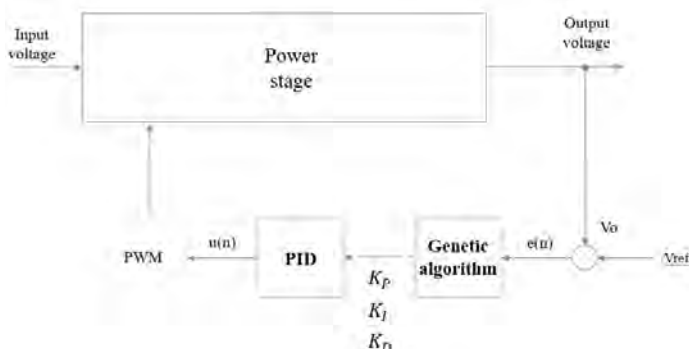 Input
voltage
Power
stage
Output
voltage
PWM
u(n)
PID
K_P
K_I
K_D
Genetic
algorithm
e(n)
Vo
Vref